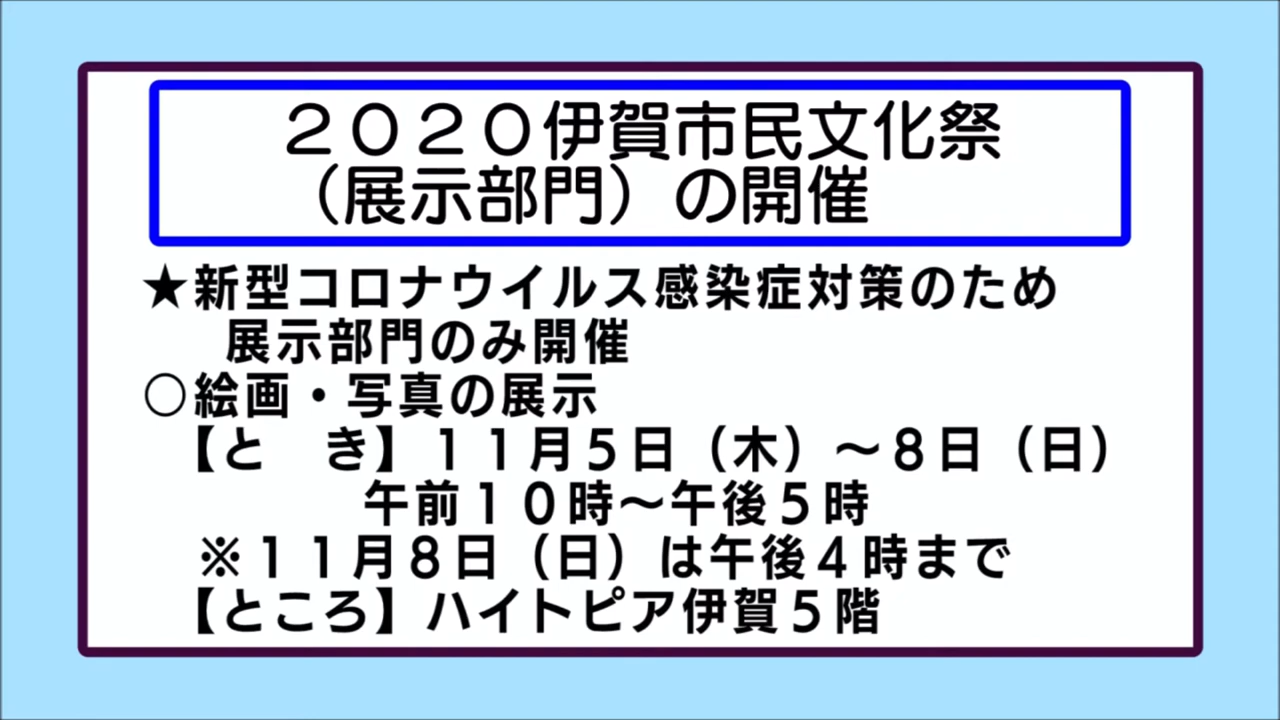 ２０２０伊賀市民文化祭
（展示部門）の開催
★新型コロナウイルス感染症対策のため
展示部門のみ開催
○絵画・写真の展示
【と　き】１１月５日（木）～８日（日）
午前１０時～午後５時
※１１月８日（日）は午後４時まで
【ところ】ハイトピア伊賀５階